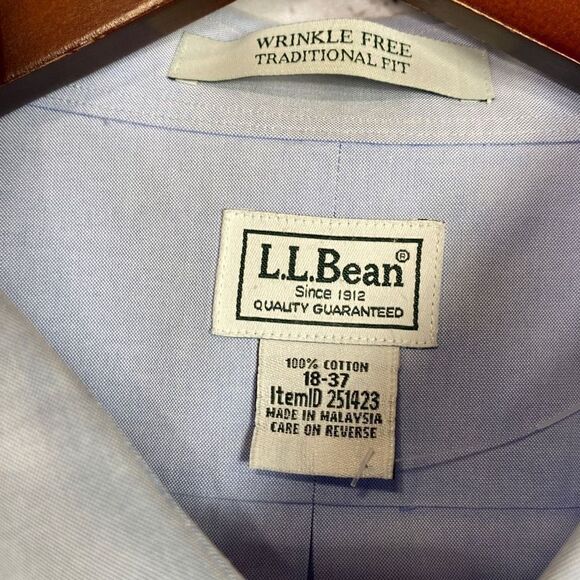 WRINKLE FREE
TRADITIONAL FIT
L.L.Bean®
Since 1912
QUALITY GUARANTEED
100% COTTON
18-37
ItemID 251423
MADE IN MALAYSIA
CARE ON REVERSE